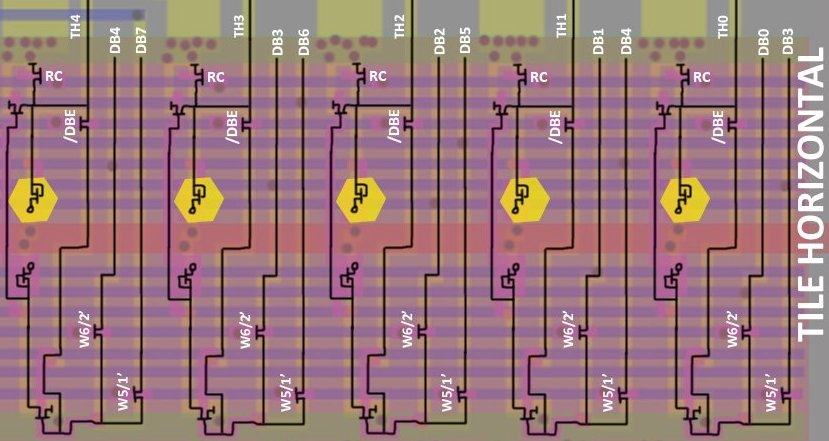 TH4 DB4 DB7 TH3 DB3 DB6 TH2 DB2 DB5 TH1 DB1 DB4 TH0 DB0 DB3
RC RC RC RC RC
/DBE /DBE /DBE /DBE /DBE
W6/2' W6/2' W6/2' W6/2' W6/2'
W5/1' W5/1' W5/1' W5/1' W5/1'
TILE HORIZONTAL